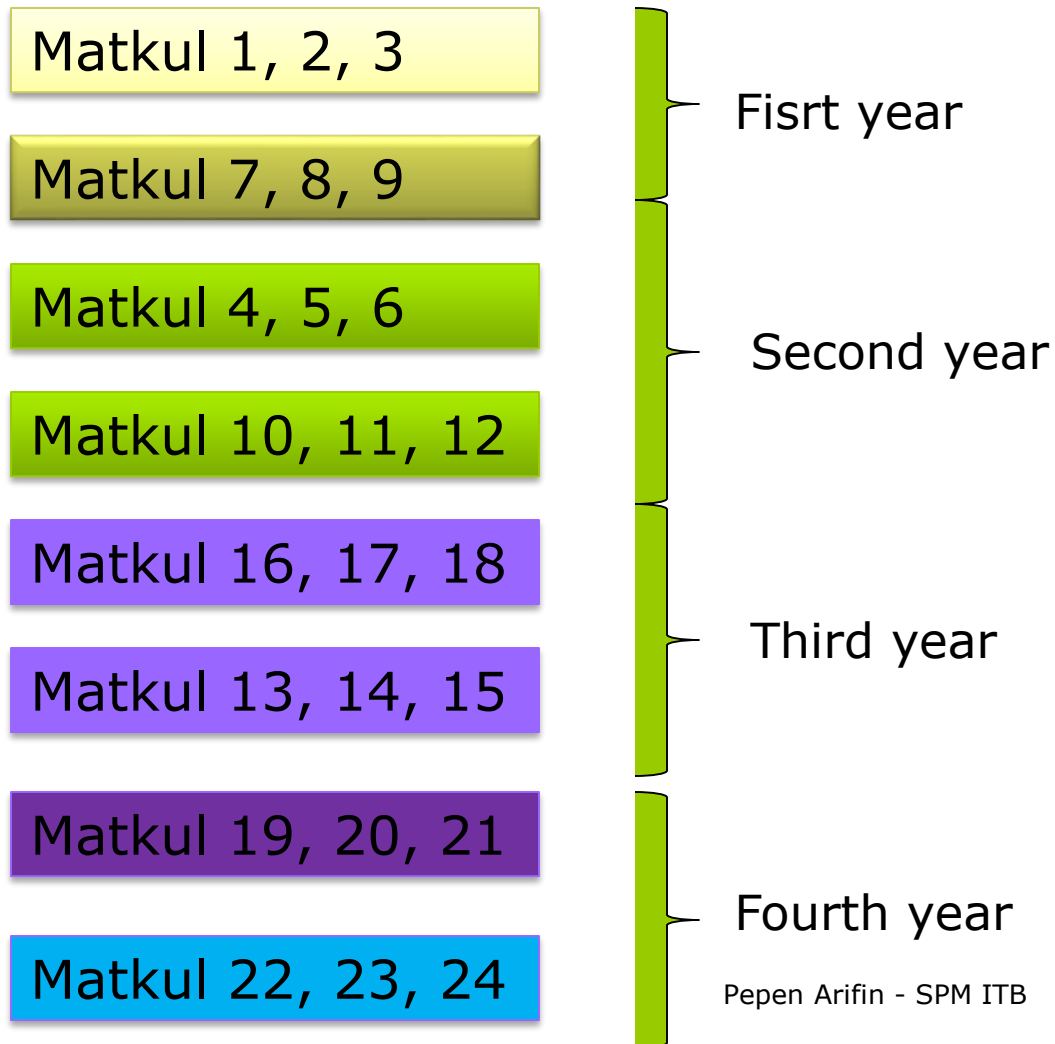 Matkul 1, 2, 3
Fisrt year
Matkul 7, 8, 9
Matkul 4, 5, 6
Second year
Matkul 10, 11, 12
Matkul 16, 17, 18
Third year
Matkul 13, 14, 15
Matkul 19, 20, 21
Fourth year
Matkul 22, 23, 24
Pepen Arifin - SPM ITB